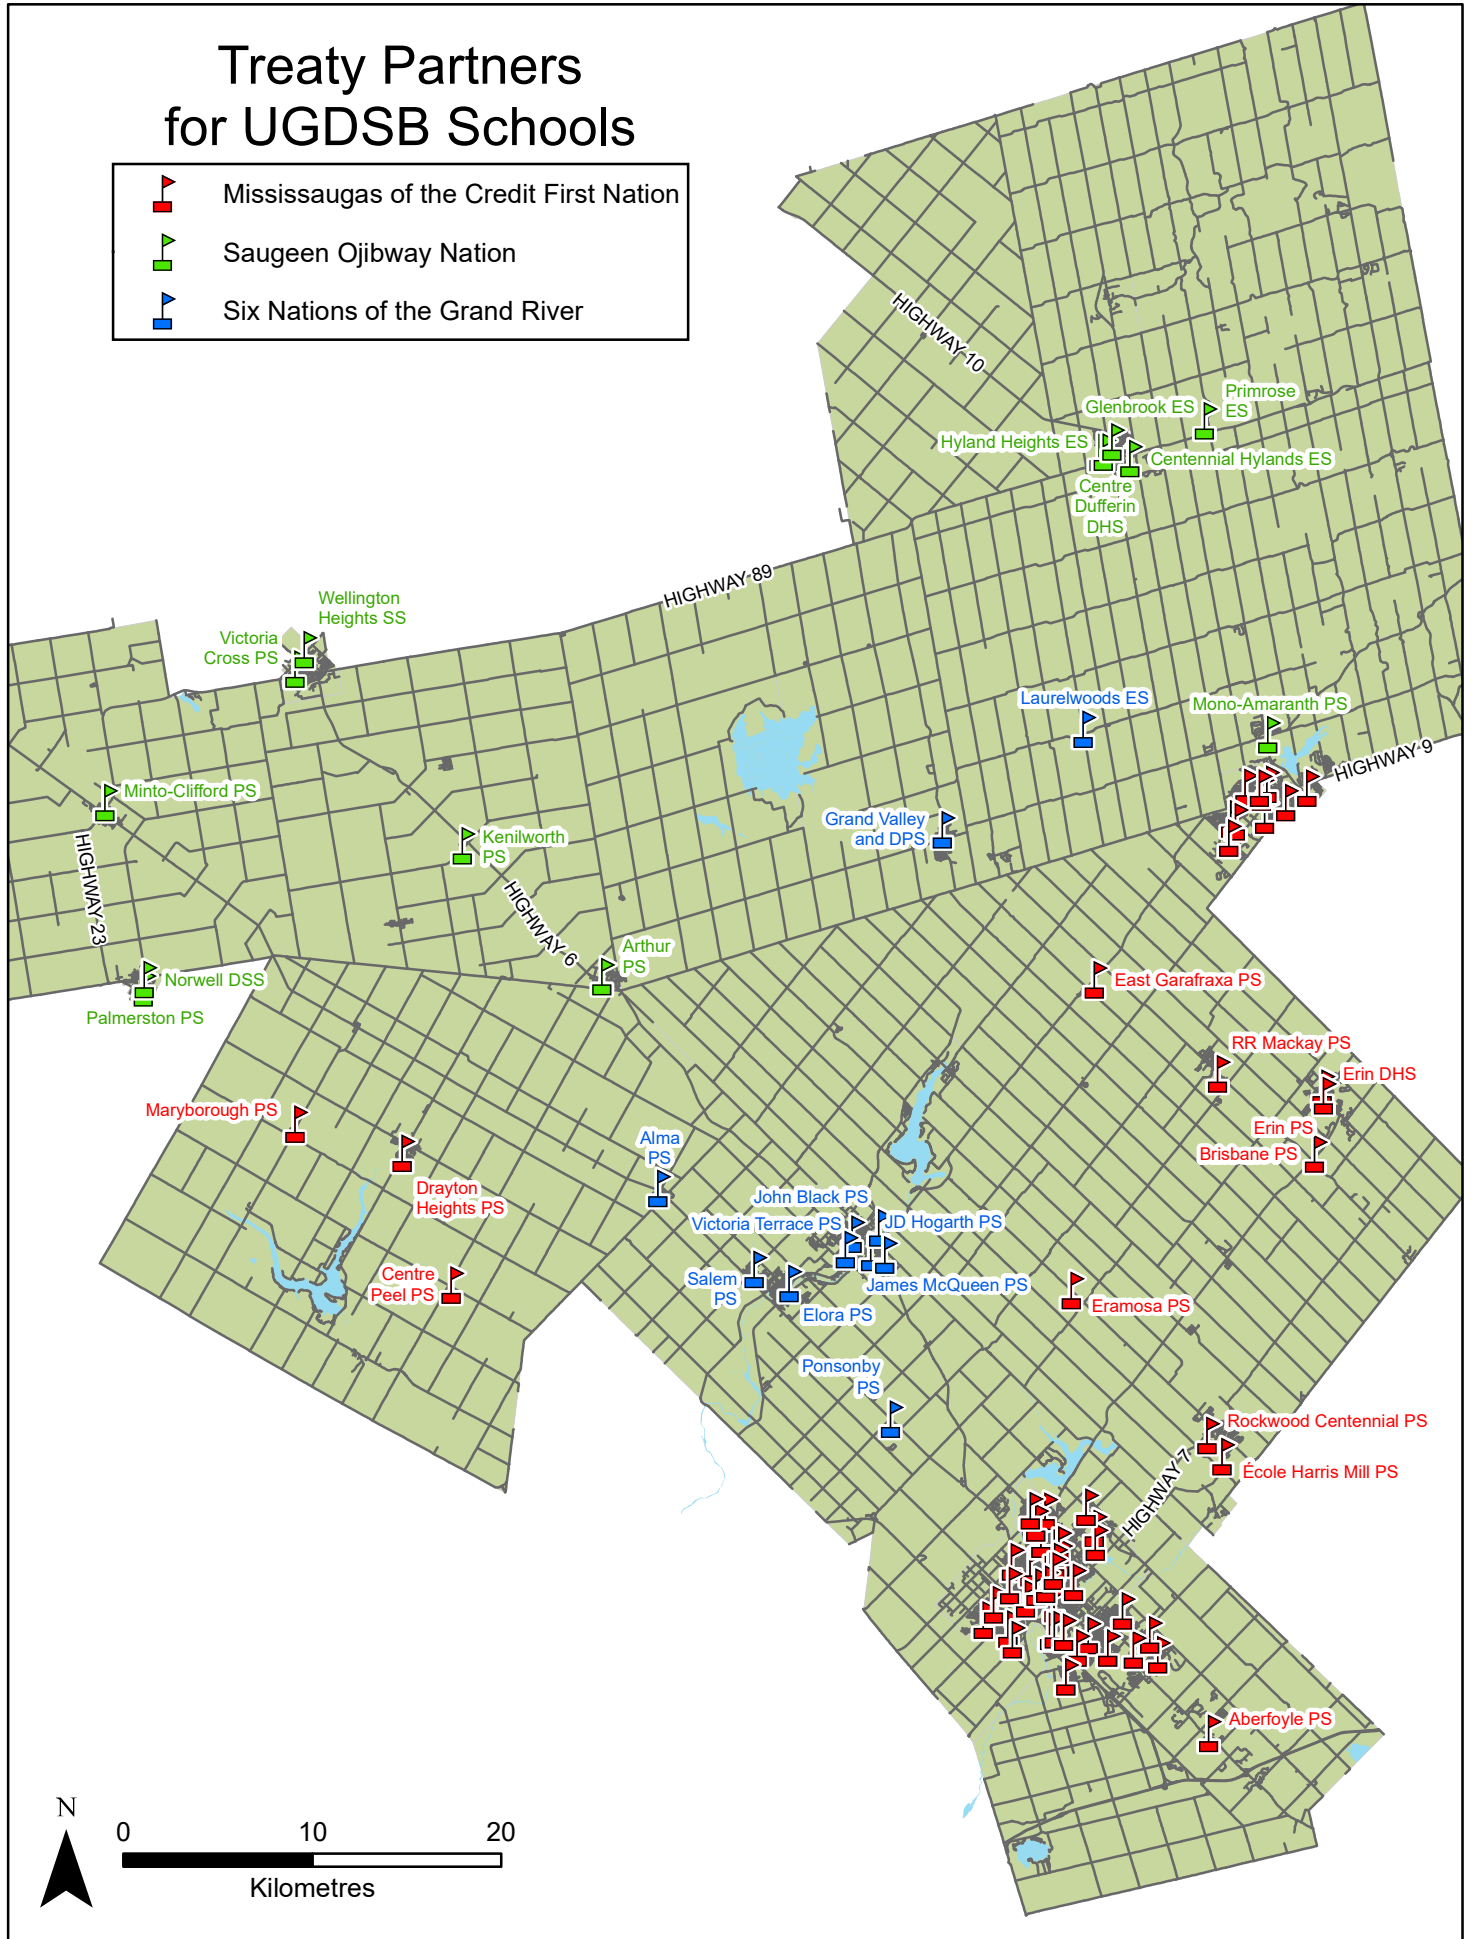 Treaty Partners
for UGDSB Schools
Mississaugas of the Credit First Nation
Saugeen Ojibway Nation
Six Nations of the Grand River
HIGHWAY 10
Primrose
ES
Glenbrook ES
Hyland Heights ES
Centennial Hylands ES
Centre
Dufferin
DHS
HIGHWAY 89
Wellington
Heights SS
Victoria
Cross PS
Laurelwoods ES
Mono-Amaranth PS
HIGHWAY 9
Minto-Clifford PS
Grand Valley
and DPS
Kenilworth
PS
HIGHWAY 23
HIGHWAY 6
Arthur
PS
Norwell DSS
Palmerston PS
East Garafraxa PS
RR Mackay PS
Erin DHS
Erin PS
Brisbane PS
Maryborough PS
Drayton
Heights PS
Alma
PS
John Black PS
Victoria Terrace PS
JD Hogarth PS
Salem
PS
James McQueen PS
Elora PS
Centre
Peel PS
Eramosa PS
Ponsonby
PS
Rockwood Centennial PS
École Harris Mill PS
HIGHWAY 7
Aberfoyle PS
N
0 10 20
Kilometres